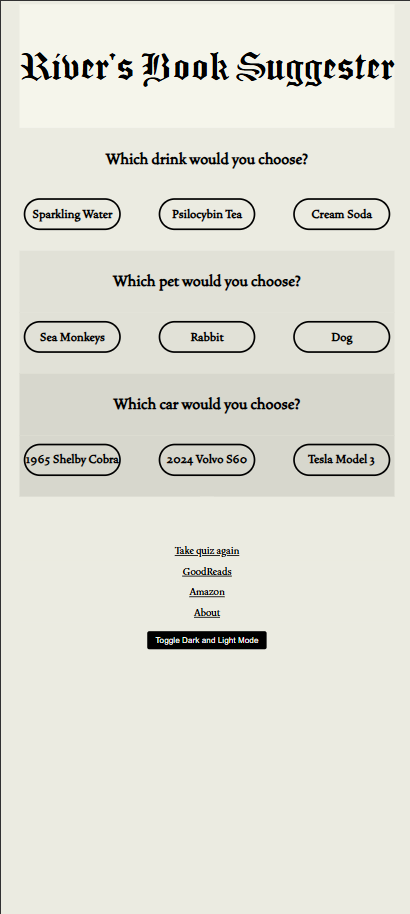 River's Book Suggester
Which drink would you choose?
Sparkling Water
Psilocybin Tea
Cream Soda
Which pet would you choose?
Sea Monkeys
Rabbit
Dog
Which car would you choose?
1965 Shelby Cobra
2024 Volvo S60
Tesla Model 3
Take quiz again
GoodReads
Amazon
About
Toggle Dark and Light Mode